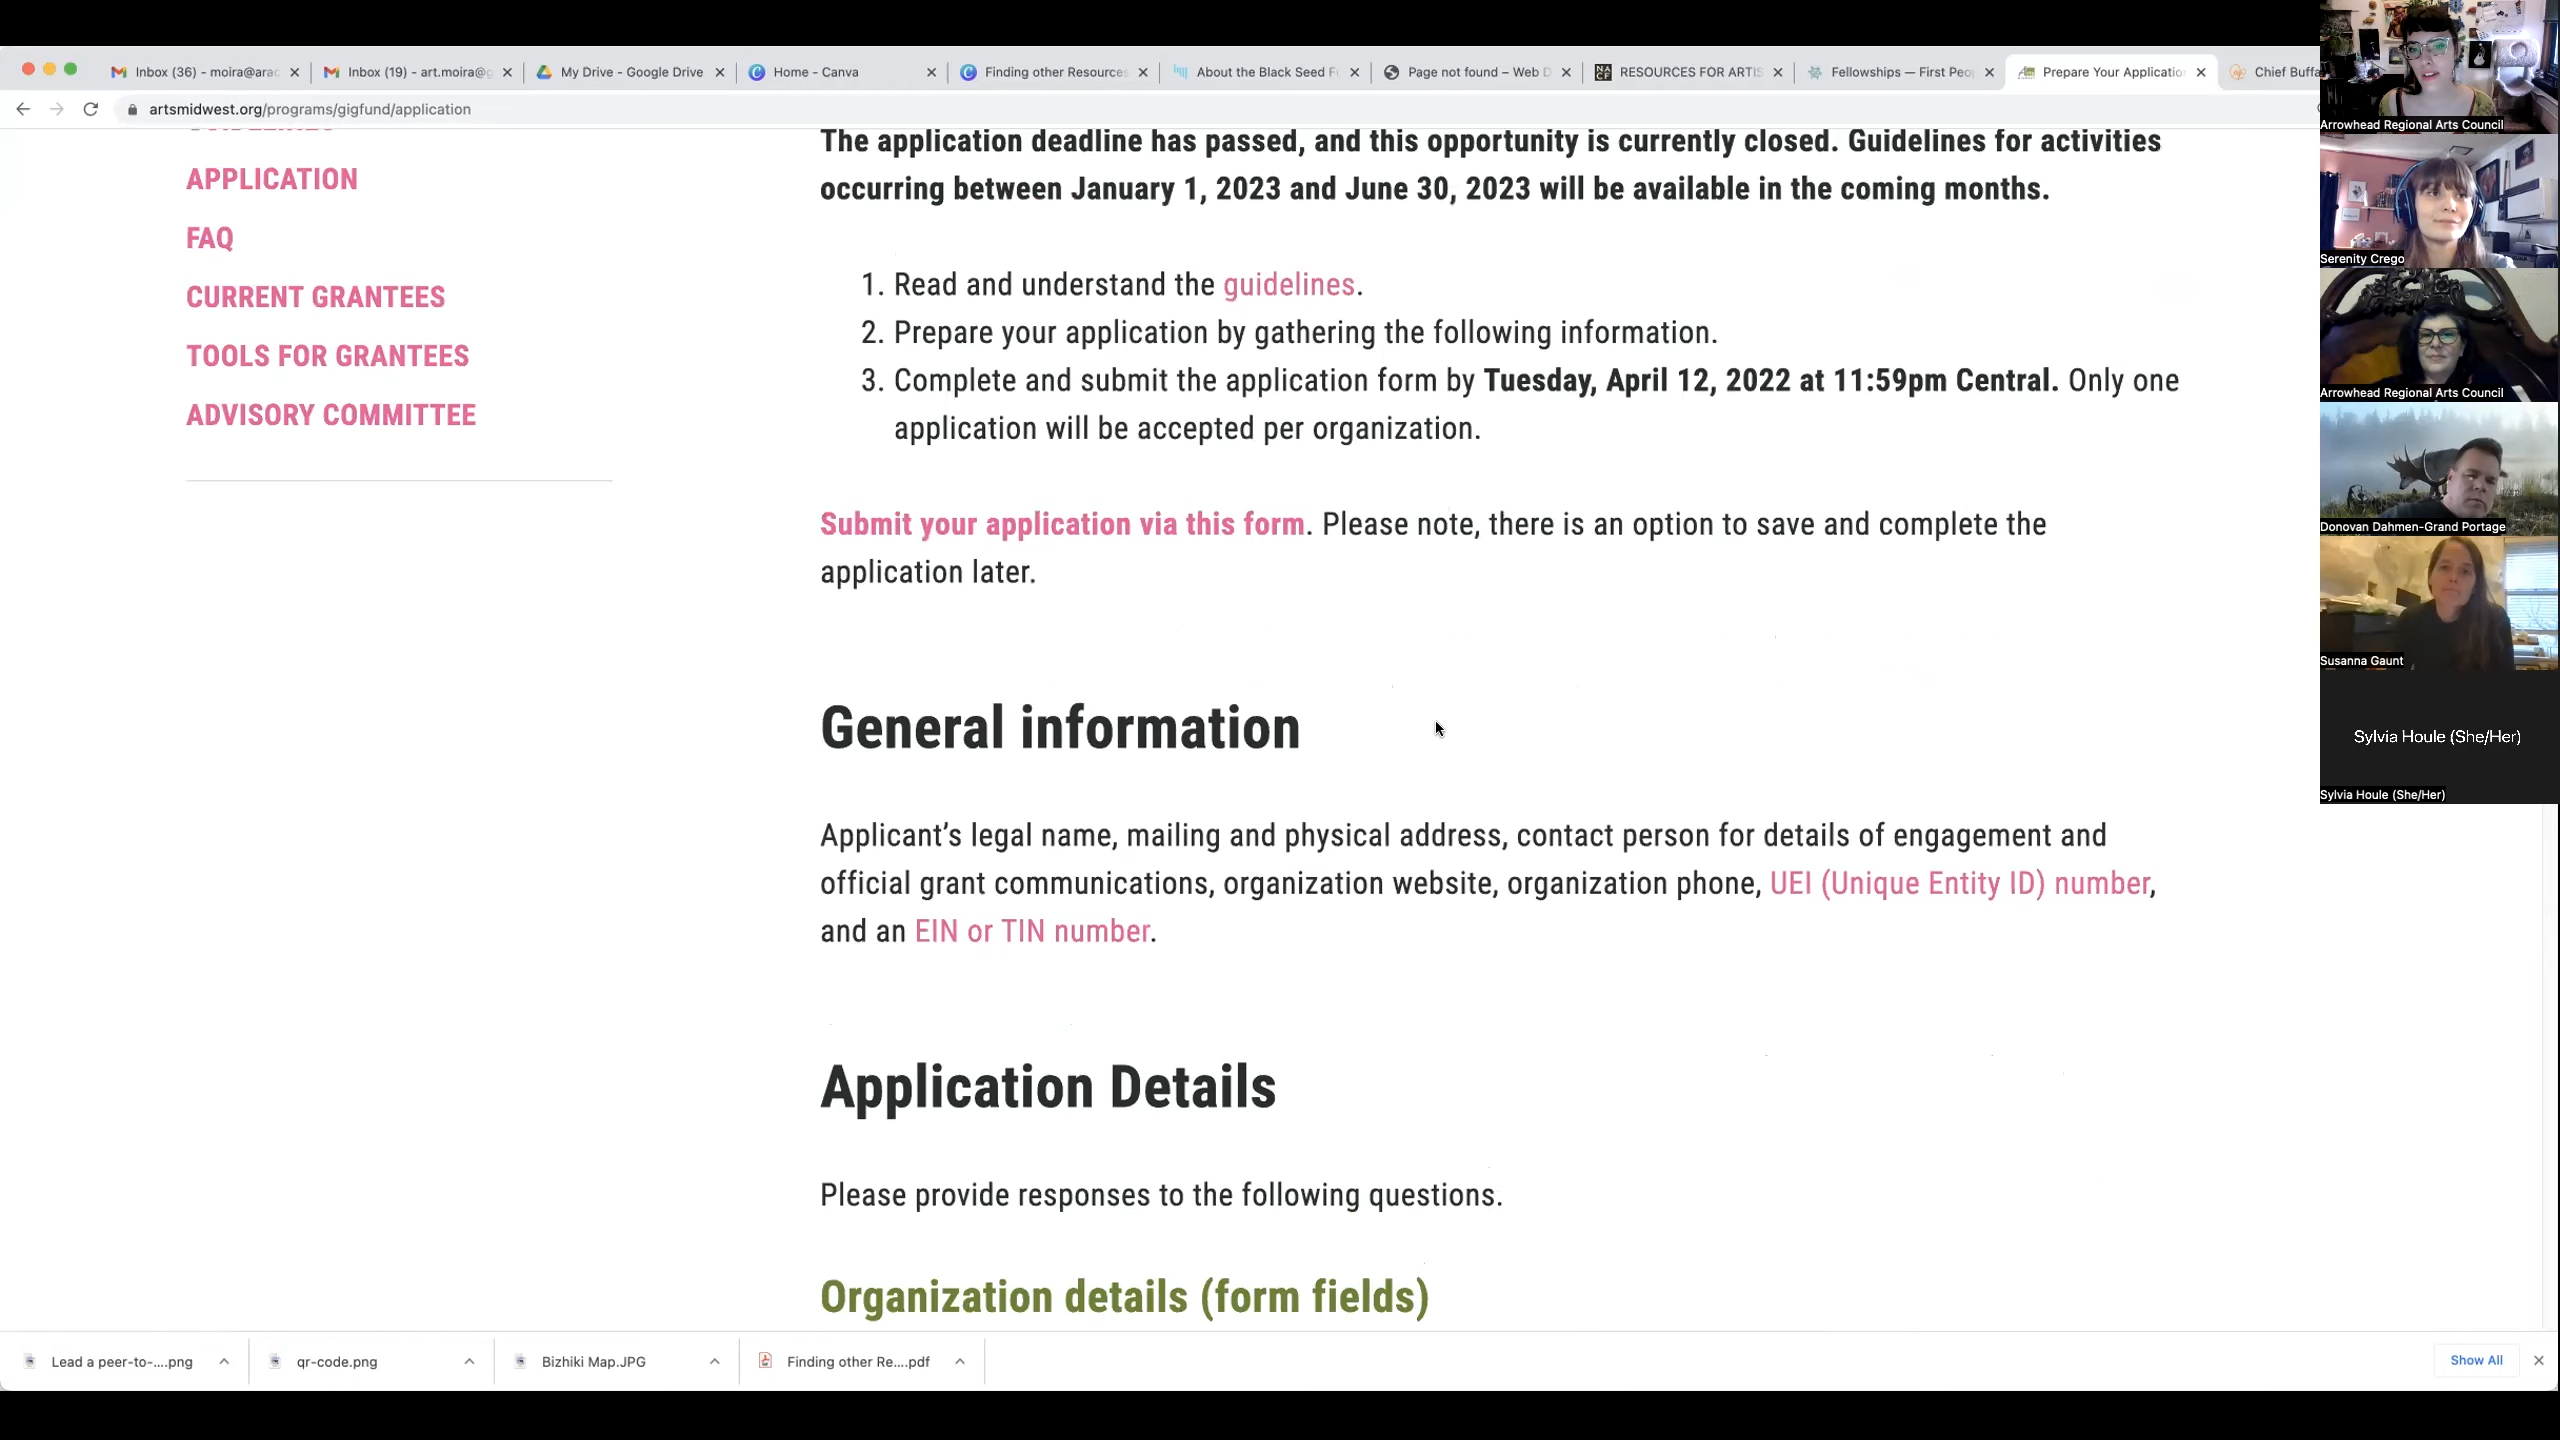 Inbox (36) - moira@arac
Inbox (19) - art.moira@g
My Drive - Google Drive
Home - Canva
Finding other Resources
About the Black Seed F
Page not found – Web D
RESOURCES FOR ARTIS
Fellowships — First Peo
Prepare Your Applicatio
Chief Buffa
artsmidwest.org/programs/gigfund/application
GUIDELINES
APPLICATION
FAQ
CURRENT GRANTEES
TOOLS FOR GRANTEES
ADVISORY COMMITTEE
The application deadline has passed, and this opportunity is currently closed. Guidelines for activities
occurring between January 1, 2023 and June 30, 2023 will be available in the coming months.
1. Read and understand the guidelines.
2. Prepare your application by gathering the following information.
3. Complete and submit the application form by Tuesday, April 12, 2022 at 11:59pm Central. Only one
application will be accepted per organization.
Submit your application via this form. Please note, there is an option to save and complete the
application later.
General information
Applicant’s legal name, mailing and physical address, contact person for details of engagement and
official grant communications, organization website, organization phone, UEI (Unique Entity ID) number,
and an EIN or TIN number.
Application Details
Please provide responses to the following questions.
Organization details (form fields)
Arrowhead Regional Arts Council
Serenity Crego
Arrowhead Regional Arts Council
Donovan Dahmen-Grand Portage
Susanna Gaunt
Sylvia Houle (She/Her)
Sylvia Houle (She/Her)
Lead a peer-to-....png
qr-code.png
Bizhiki Map.JPG
Finding other Re....pdf
Show All